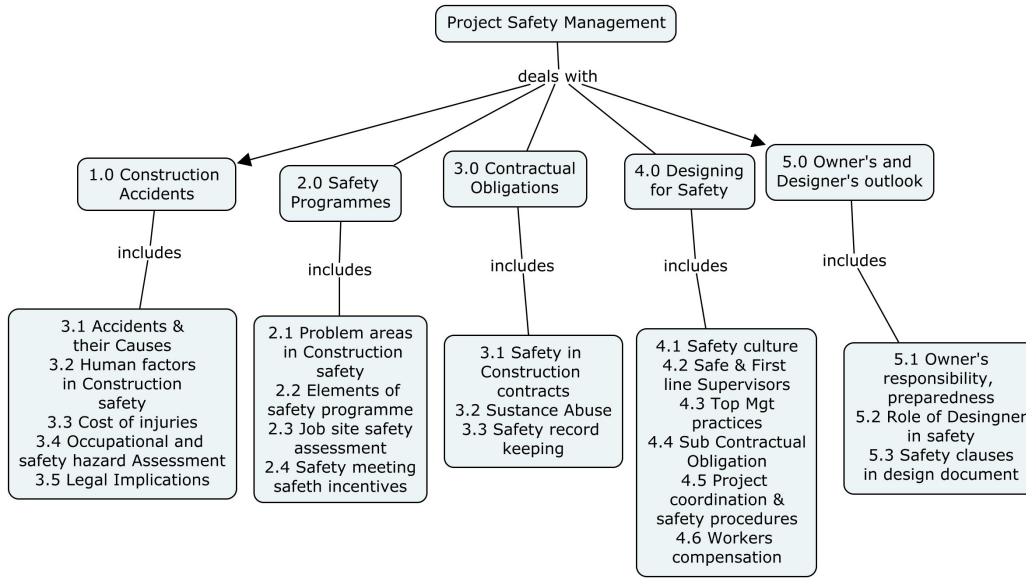 Project Safety Management
deals with
1.0 Construction
Accidents
2.0 Safety
Programmes
3.0 Contractual
Obligations
4.0 Designing
for Safety
5.0 Owner's and
Designer's outlook
includes
includes
includes
includes
includes
3.1 Accidents &
their Causes
3.2 Human factors
in Construction
safety
3.3 Cost of injuries
3.4 Occupational and
safety hazard Assessment
3.5 Legal Implications
2.1 Problem areas
in Construction
safety
2.2 Elements of
safety programme
2.3 Job site safety
assessment
2.4 Safety meeting
safeth incentives
3.1 Safety in
Construction
contracts
3.2 Sustance Abuse
3.3 Safety record
keeping
4.1 Safety culture
4.2 Safe & First
line Supervisors
4.3 Top Mgt
practices
4.4 Sub Contractual
Obligation
4.5 Project
coordination &
safety procedures
4.6 Workers
compensation
5.1 Owner's
responsibility,
preparedness
5.2 Role of Desingner
in safety
5.3 Safety clauses
in design document